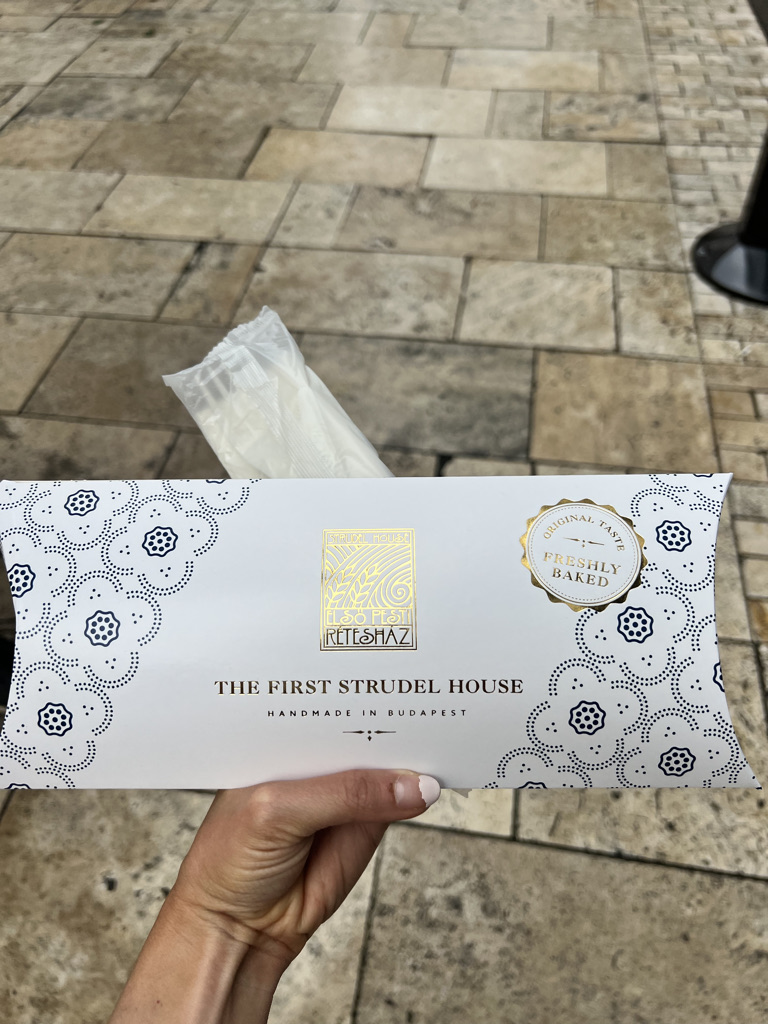 STRUDEL HOUSE
ELSŐ PESTI
RÉTESHÁZ
ORIGINAL TASTE
FRESHLY
BAKED
THE FIRST STRUDEL HOUSE
HANDMADE IN BUDAPEST